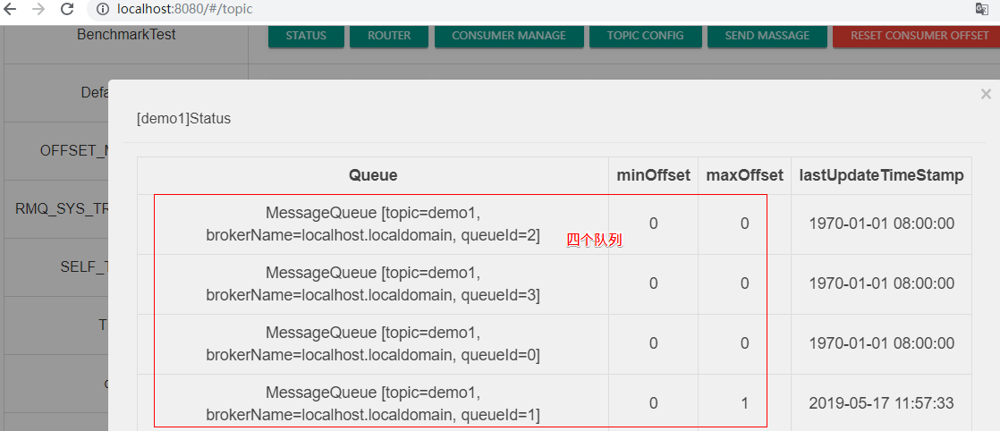 localhost:8080/#/topic
BenchmarkTest
STATUS
ROUTER
CONSUMER MANAGE
TOPIC CONFIG
SEND MASSAGE
RESET CONSUMER OFFSET
[demo1]Status
Queue minOffset maxOffset lastUpdateTimeStamp
MessageQueue [topic=demo1,
brokerName=localhost.localdomain, queueId=2]
0 0 1970-01-01 08:00:00
四个队列
MessageQueue [topic=demo1,
brokerName=localhost.localdomain, queueId=3]
0 0 1970-01-01 08:00:00
MessageQueue [topic=demo1,
brokerName=localhost.localdomain, queueId=0]
0 0 1970-01-01 08:00:00
MessageQueue [topic=demo1,
brokerName=localhost.localdomain, queueId=1]
0 1 2019-05-17 11:57:33